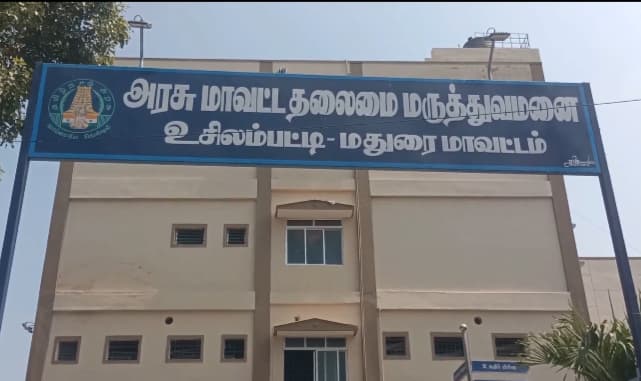 அரசு மாவட்ட தலைமை மருத்துவமனை
உசிலம்பட்டி - மதுரை மாவட்டம்